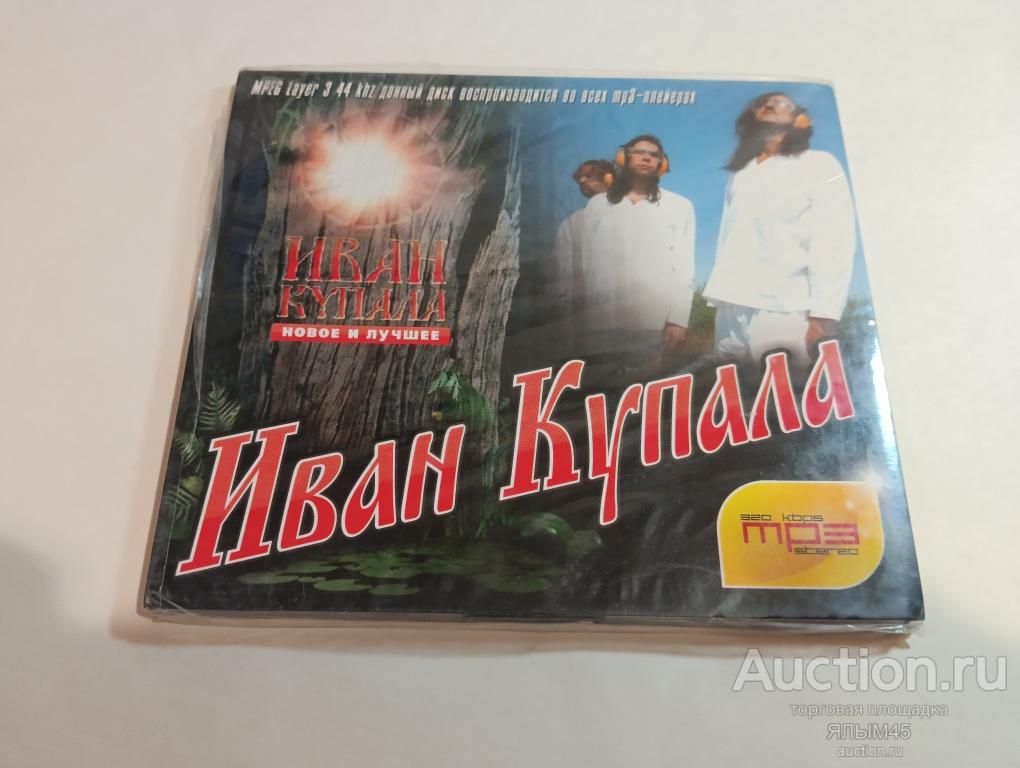 MPEG Layer 3 44 khz данный диск воспроизводится во всех mp3-плейерах
ИВАН
КУПАЛА
НОВОЕ И ЛУЧШЕЕ
Иван Купала
320 kbps
mp3
stereo
Auction.ru
торговая площадка
ЯЛЫМ45
auction.ru